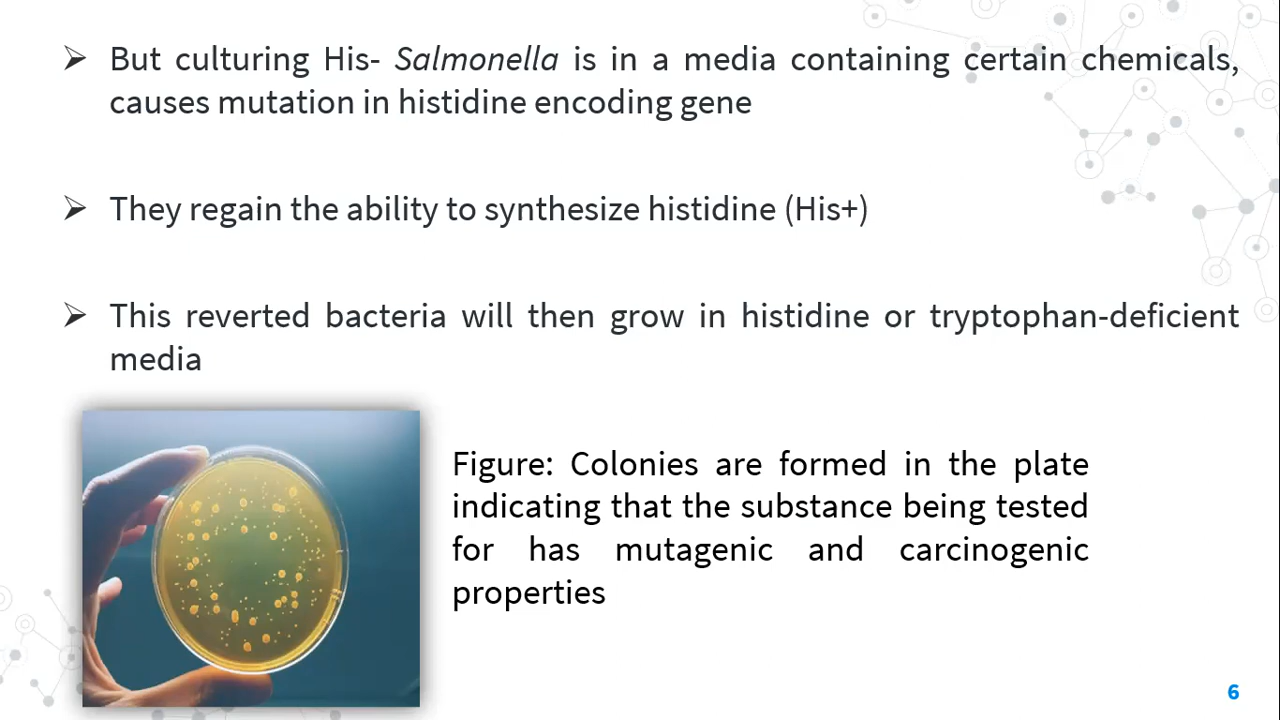 ➢ But culturing His- Salmonella is in a media containing certain chemicals,
causes mutation in histidine encoding gene
➢ They regain the ability to synthesize histidine (His+)
➢ This reverted bacteria will then grow in histidine or tryptophan-deficient
media
Figure: Colonies are formed in the plate
indicating that the substance being tested
for has mutagenic and carcinogenic
properties
6